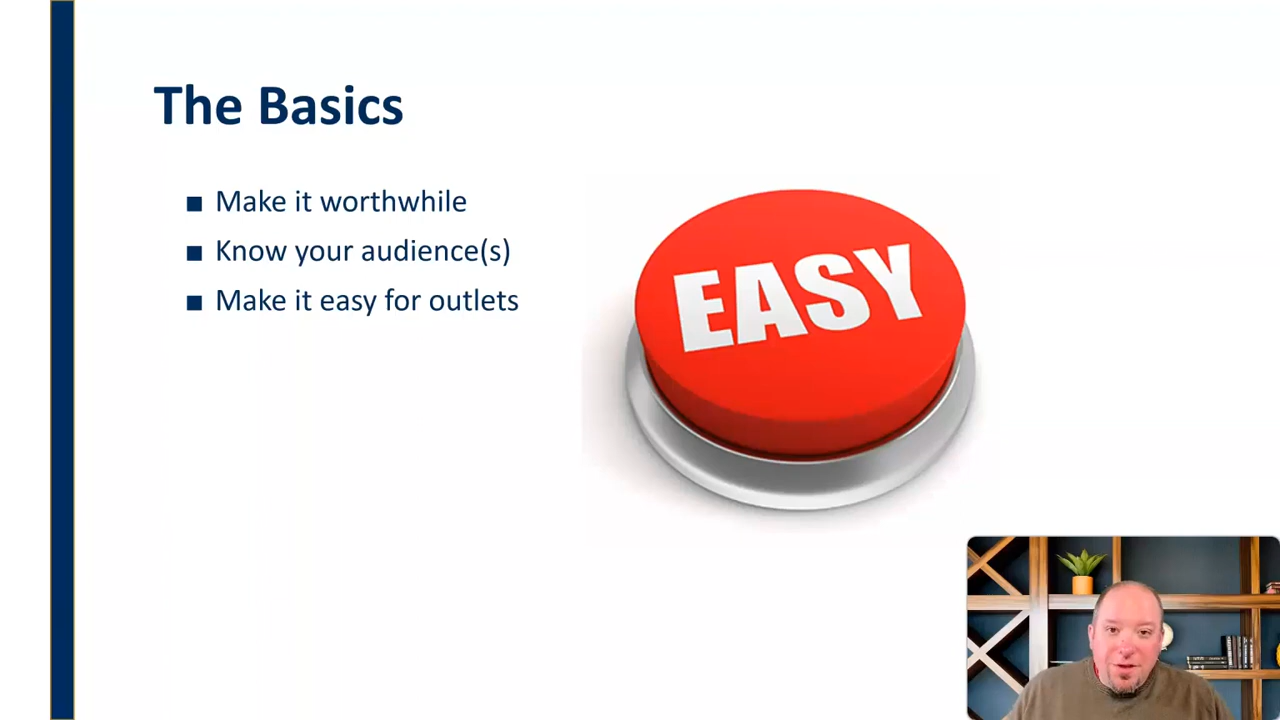 The Basics
Make it worthwhile
Know your audience(s)
Make it easy for outlets
EASY